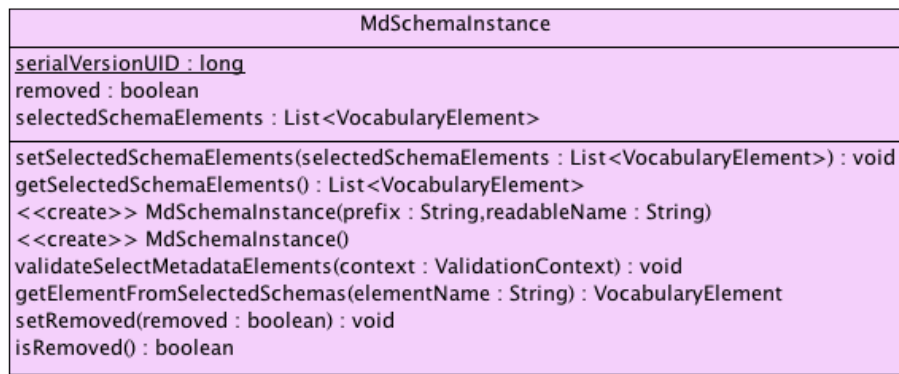 MdSchemaInstance
serialVersionUID : long
removed : boolean
selectedSchemaElements : List<VocabularyElement>
setSelectedSchemaElements(selectedSchemaElements : List<VocabularyElement>) : void
getSelectedSchemaElements() : List<VocabularyElement>
<<create>> MdSchemaInstance(prefix : String,readableName : String)
<<create>> MdSchemaInstance()
validateSelectMetadataElements(context : ValidationContext) : void
getElementFromSelectedSchemas(elementName : String) : VocabularyElement
setRemoved(removed : boolean) : void
isRemoved() : boolean